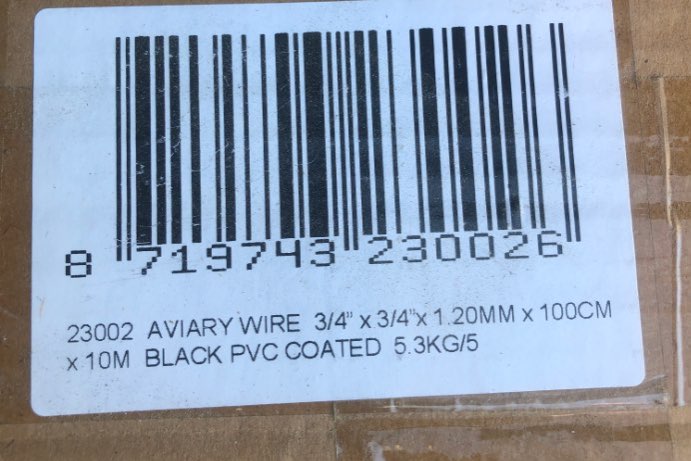 8 719743 230026
23002 AVIARY WIRE 3/4" x 3/4"x 1.20MM x 100CM
x 10M BLACK PVC COATED 5.3KG/5